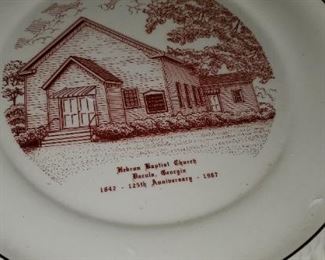 Hebron Baptist Church
Dacula, Georgia
1842 - 125th Anniversary - 1967